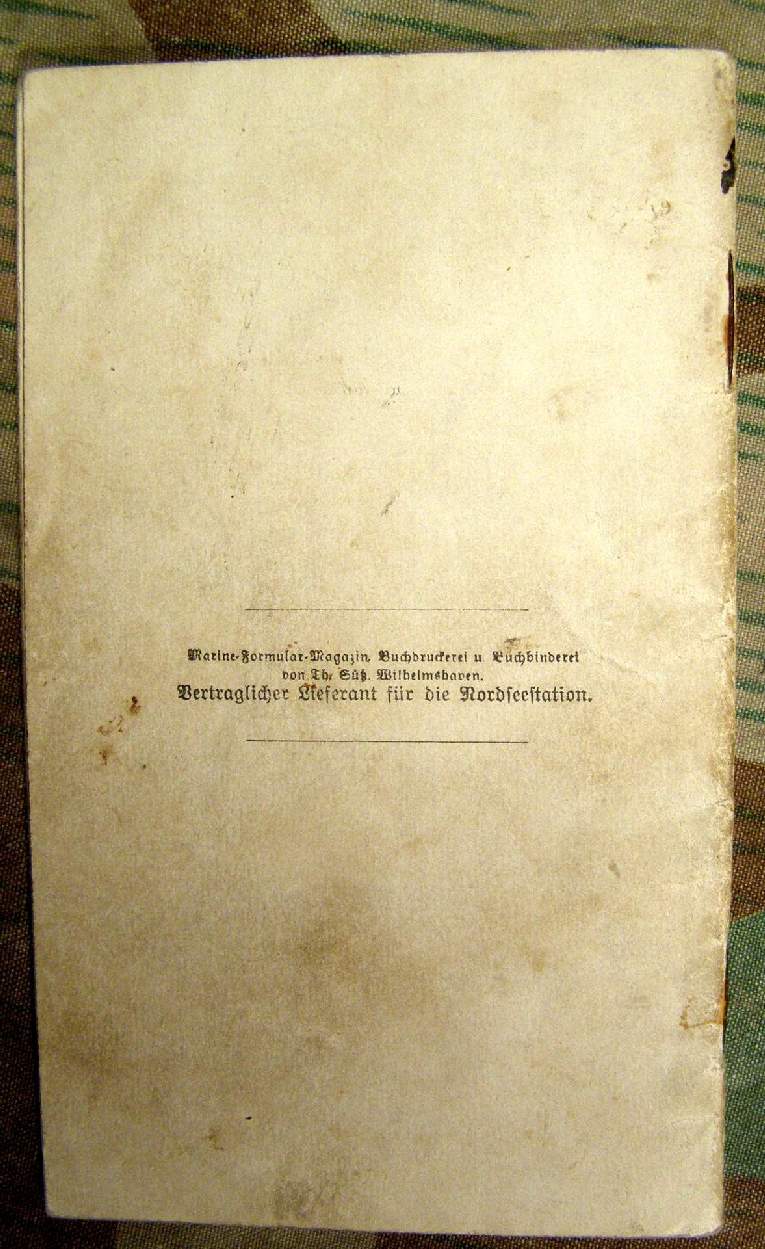 Marine-Formular-Magazin, Buchdruckerei u. Buchbinderei
von Th. Süß. Wilhelmshaven.
Vertraglicher Lieferant für die Nordseestation.